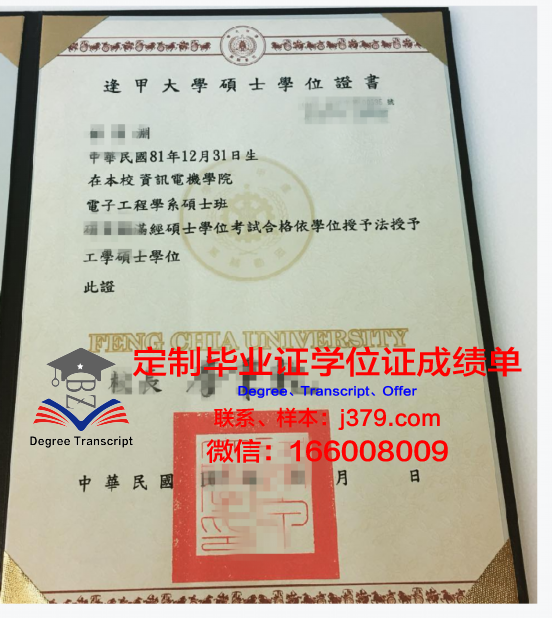 逢甲大學碩士學位證書
號
中華民國81年12月31日生
在本校 資訊電機學院
電子工程學系碩士班
經碩士學位考試合格依學位授予法授予
工學碩士學位
此證
FENG CHIA UNIVERSITY
定制毕业证学位证成绩单
校長
Degree、Transcript、Offer
BZ
联系、样本：j379.com
Degree Transcript
微信：166008009
中華民國 月 日